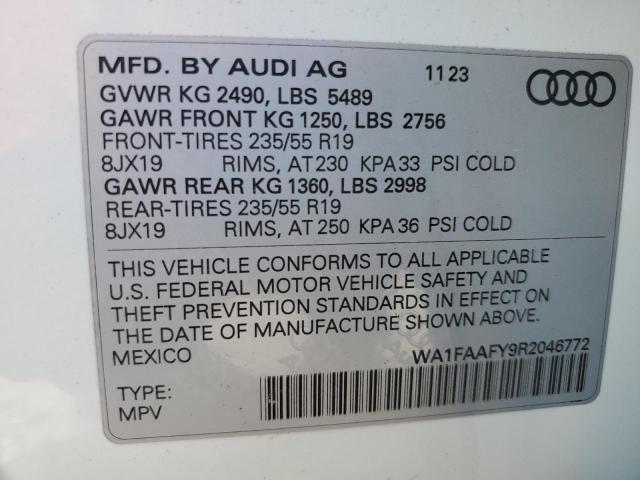 MFD. BY AUDI AG 1123
GVWR KG 2490, LBS 5489
GAWR FRONT KG 1250, LBS 2756
FRONT-TIRES 235/55 R19
8JX19 RIMS, AT 230 KPA 33 PSI COLD
GAWR REAR KG 1360, LBS 2998
REAR-TIRES 235/55 R19
8JX19 RIMS, AT 250 KPA 36 PSI COLD
THIS VEHICLE CONFORMS TO ALL APPLICABLE
U.S. FEDERAL MOTOR VEHICLE SAFETY AND
THEFT PREVENTION STANDARDS IN EFFECT ON
THE DATE OF MANUFACTURE SHOWN ABOVE.
MEXICO WA1FAAFY9R2046772
TYPE:
MPV